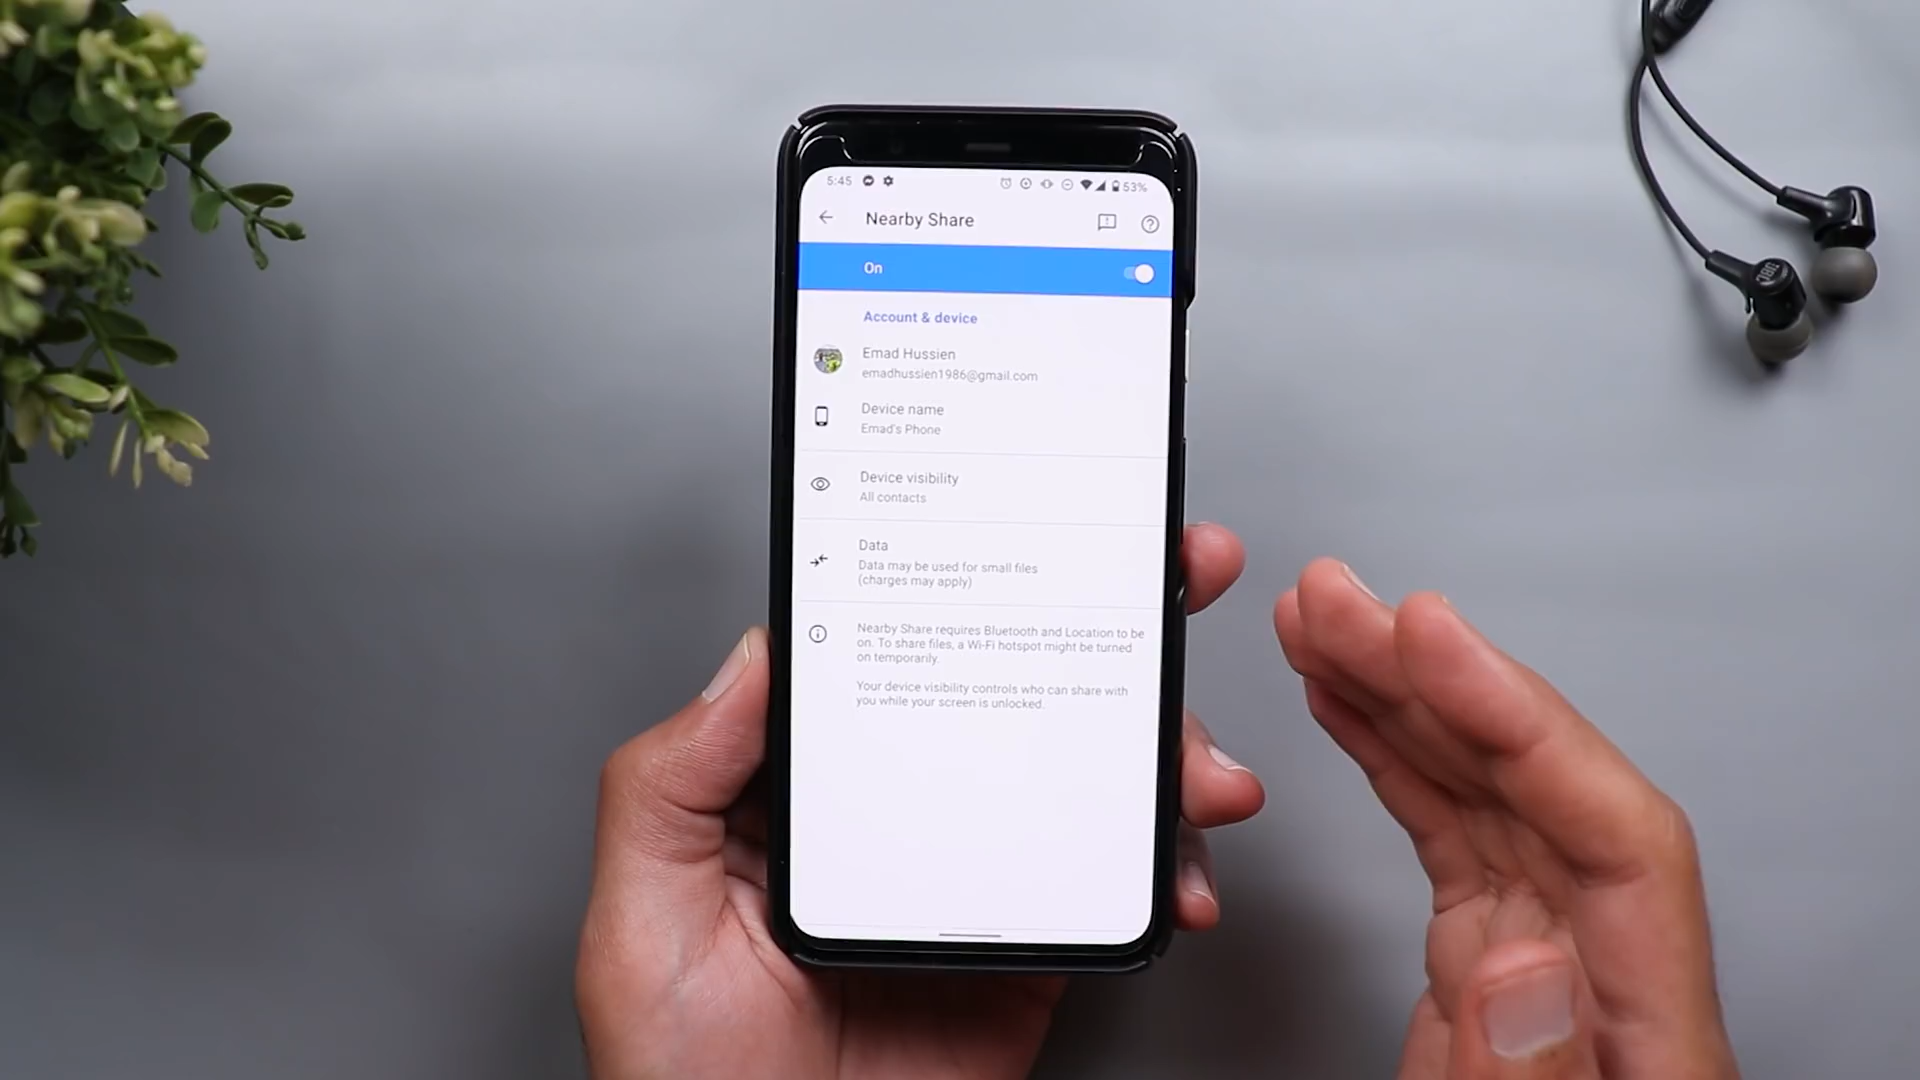 5:45
53%
Nearby Share
On
Account & device
Emad Hussien
emadhussien1986@gmail.com
Device name
Emad's Phone
Device visibility
All contacts
Data
Data may be used for small files
(charges may apply)
Nearby Share requires Bluetooth and Location to be
on. To share files, a Wi-Fi hotspot might be turned
on temporarily.
Your device visibility controls who can share with
you while your screen is unlocked.
JBL